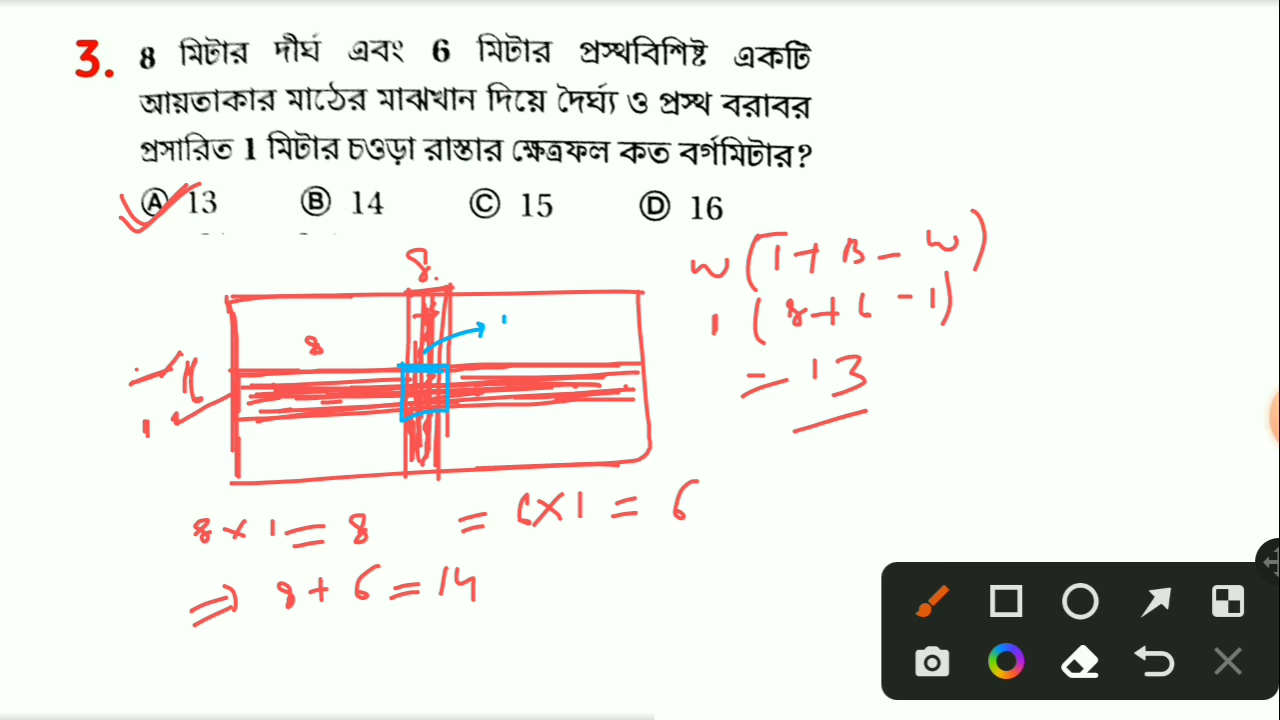 3. 8 মিটার দীর্ঘ এবং 6 মিটার প্রস্থবিশিষ্ট একটি
আয়তাকার মাঠের মাঝখান দিয়ে দৈর্ঘ্য ও প্রস্থ বরাবর
প্রসারিত 1 মিটার চওড়া রাস্তার ক্ষেত্রফল কত বর্গমিটার?
A 13 B 14 C 15 D 16
8.
w(l+B-w)
1(8+6-1)
= 13
8
1
8×1=8 = 6×1=6
⇒ 8+6=14